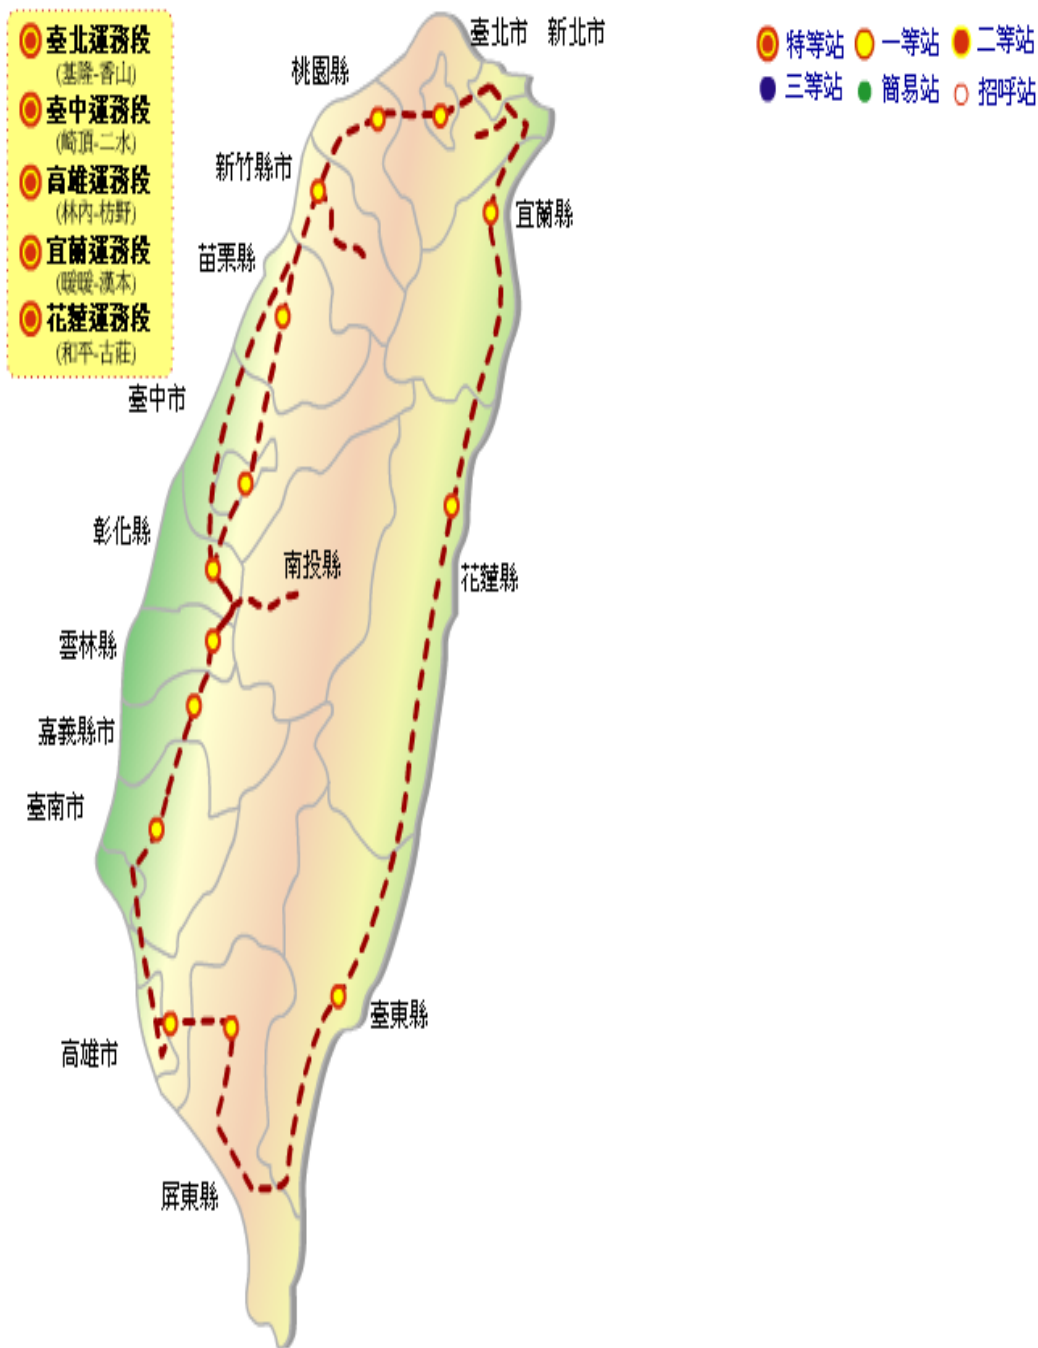 臺北運務段
(基隆-香山)
臺中運務段
(崎頂-二水)
高雄運務段
(林內-枋野)
宜蘭運務段
(暖暖-漢本)
花蓮運務段
(和平-古莊)
特等站
一等站
二等站
三等站
簡易站
招呼站
臺北市
新北市
桃園縣
新竹縣市
宜蘭縣
苗栗縣
臺中市
彰化縣
南投縣
花蓮縣
雲林縣
嘉義縣市
臺南市
臺東縣
高雄市
屏東縣